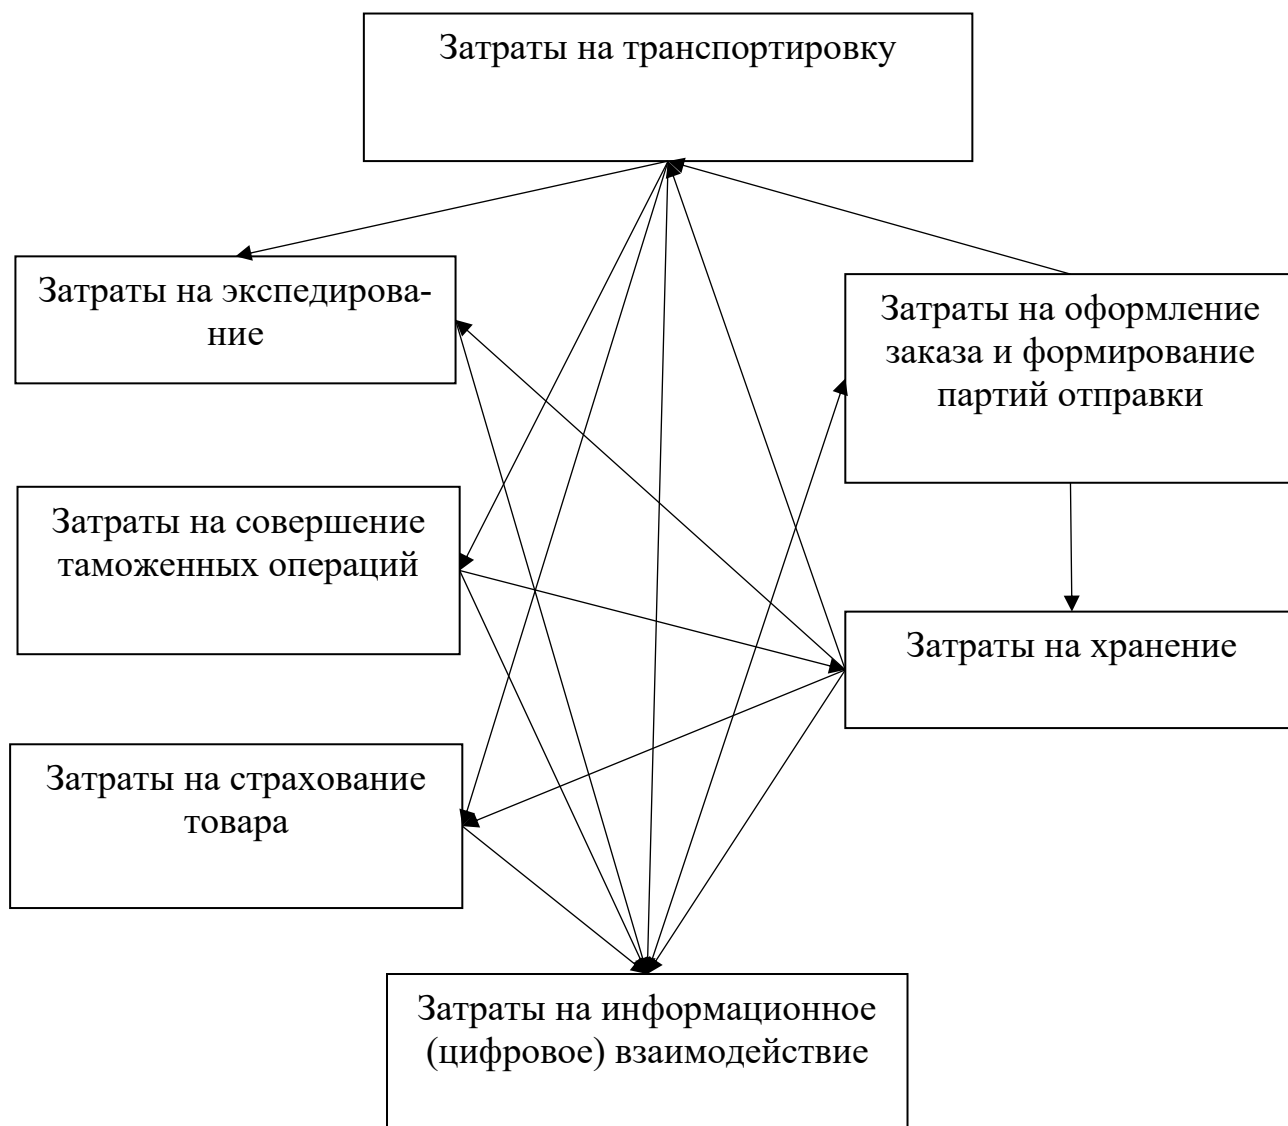 Затраты на транспортировку
Затраты на экспедирова-
ние
Затраты на оформление
заказа и формирование
партий отправки
Затраты на совершение
таможенных операций
Затраты на хранение
Затраты на страхование
товара
Затраты на информационное
(цифровое) взаимодействие